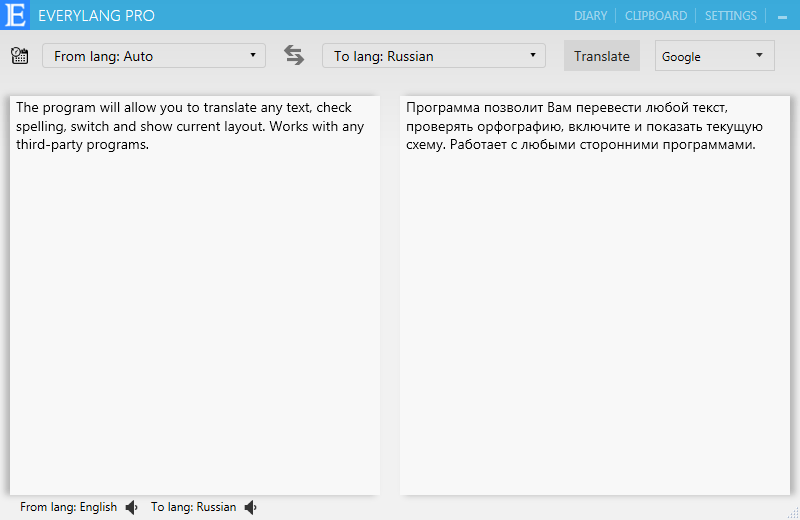 E EVERYLANG PRO DIARY CLIPBOARD SETTINGS
From lang: Auto To lang: Russian Translate Google
The program will allow you to translate any text, check
spelling, switch and show current layout. Works with any
third-party programs.
Программа позволит Вам перевести любой текст,
проверять орфографию, включите и показать текущую
схему. Работает с любыми сторонними программами.
From lang: English To lang: Russian